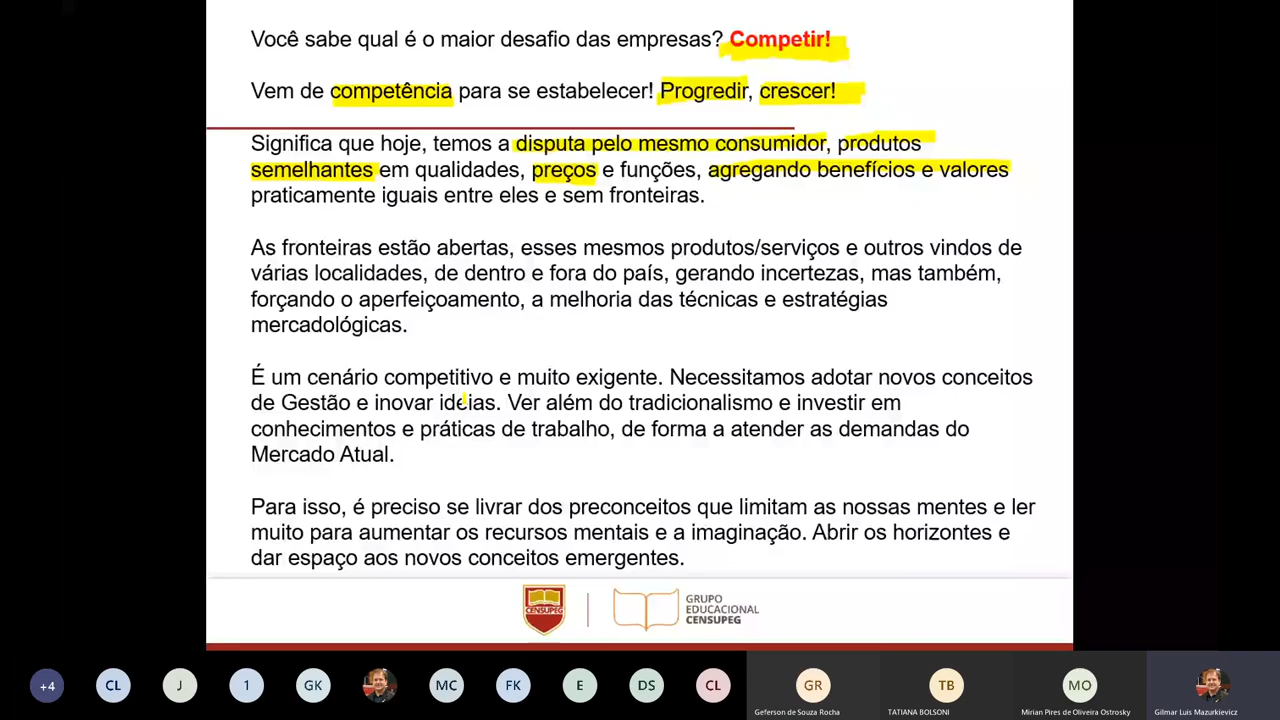 Você sabe qual é o maior desafio das empresas? Competir!
Vem de competência para se estabelecer! Progredir, crescer!
Significa que hoje, temos a disputa pelo mesmo consumidor, produtos
semelhantes em qualidades, preços e funções, agregando benefícios e valores
praticamente iguais entre eles e sem fronteiras.
As fronteiras estão abertas, esses mesmos produtos/serviços e outros vindos de
várias localidades, de dentro e fora do país, gerando incertezas, mas também,
forçando o aperfeiçoamento, a melhoria das técnicas e estratégias
mercadológicas.
É um cenário competitivo e muito exigente. Necessitamos adotar novos conceitos
de Gestão e inovar ideias. Ver além do tradicionalismo e investir em
conhecimentos e práticas de trabalho, de forma a atender as demandas do
Mercado Atual.
Para isso, é preciso se livrar dos preconceitos que limitam as nossas mentes e ler
muito para aumentar os recursos mentais e a imaginação. Abrir os horizontes e
dar espaço aos novos conceitos emergentes.
CENSUPEG
GRUPO
EDUCACIONAL
CENSUPEG
+4 CL J 1 GK MC FK E DS CL GR TB MO
Geferson de Souza Rocha TATIANA BOLSONI Mirian Pires de Oliveira Ostrosky Gilmar Luis Mazurkievicz